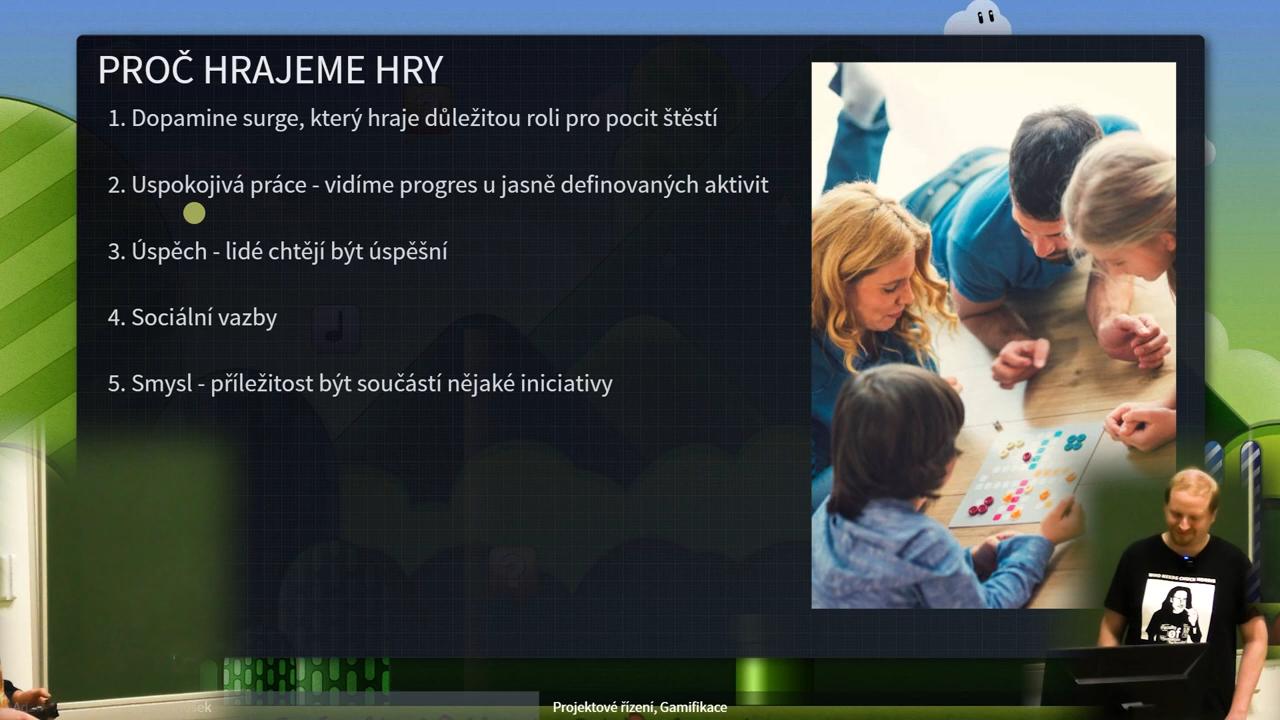 PROČ HRAJEME HRY
1. Dopamine surge, který hraje důležitou roli pro pocit štěstí
2. Uspokojivá práce - vidíme progres u jasně definovaných aktivit
3. Úspěch - lidé chtějí být úspěšní
4. Sociální vazby
5. Smysl - příležitost být součástí nějaké iniciativy
Projektové řízení, Gamifikace